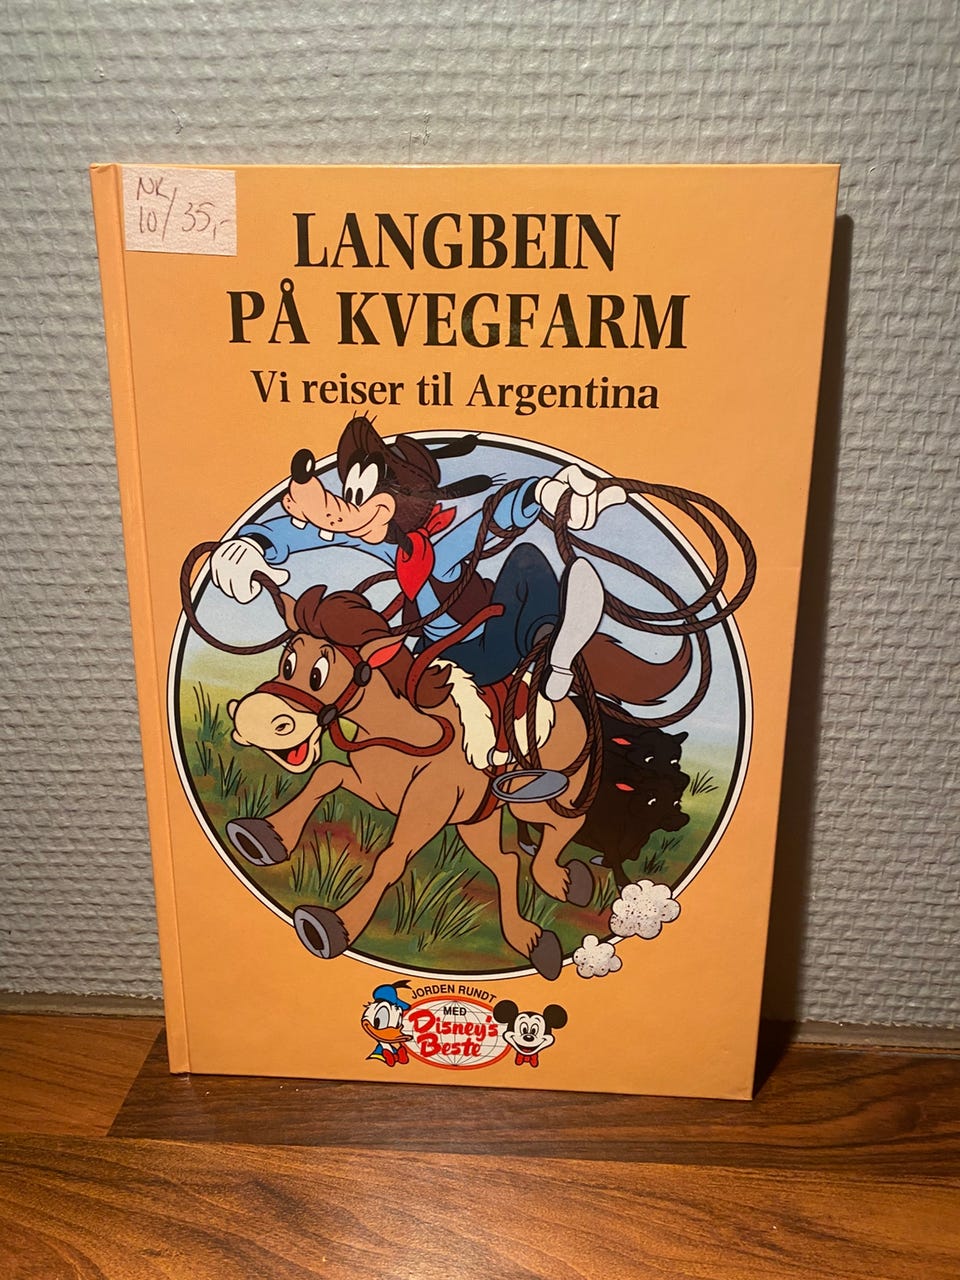 NK/
10/35,-
LANGBEIN
PÅ KVEGFARM
Vi reiser til Argentina
JORDEN RUNDT
MED
Disney's
Beste